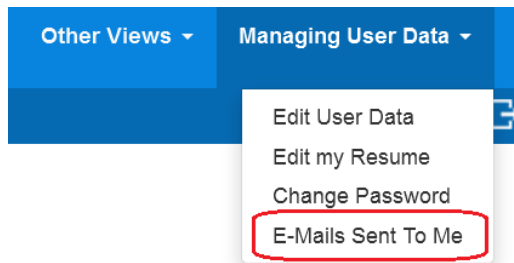 Other Views
Managing User Data
Edit User Data
Edit my Resume
Change Password
E-Mails Sent To Me